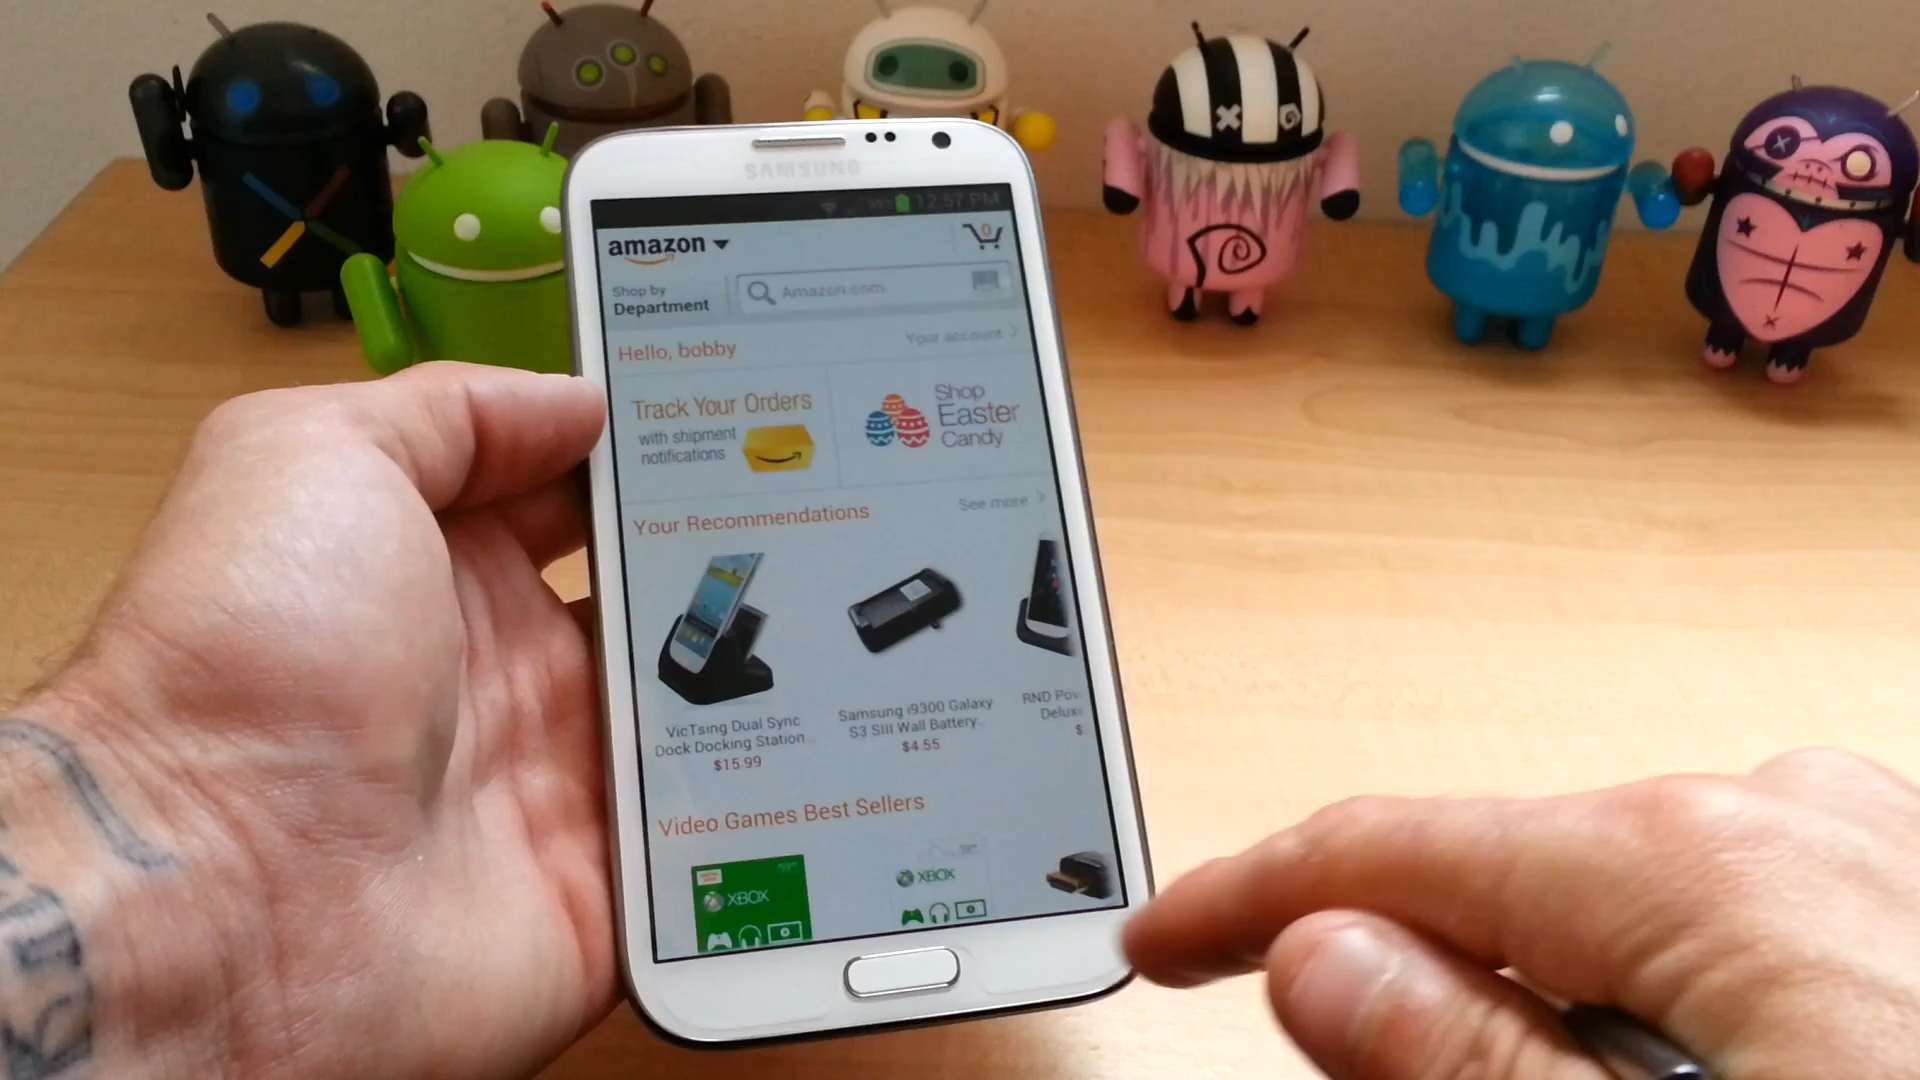 SAMSUNG
12:57 PM
amazon
0
Shop by
Department
Amazon.com
Hello, bobby
Your account
Track Your Orders
with shipment
notifications
Shop
Easter
Candy
Your Recommendations
See more
VicTsing Dual Sync
Dock Docking Station...
$15.99
Samsung i9300 Galaxy
S3 SIII Wall Battery...
$4.55
RND Pow
Delux
$
Video Games Best Sellers
XBOX
XBOX